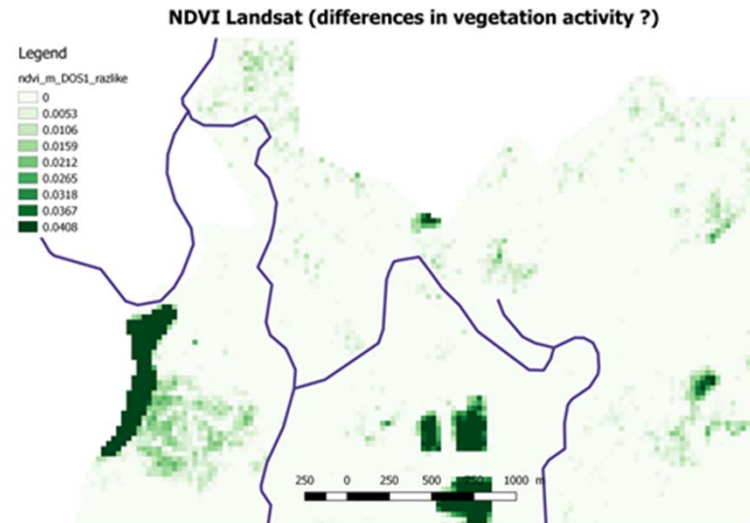 NDVI Landsat (differences in vegetation activity ?)
Legend
ndvi_m_DOS1_razlike
0
0.0053
0.0106
0.0159
0.0212
0.0265
0.0318
0.0367
0.0408
250 0 250 500 750 1000 m